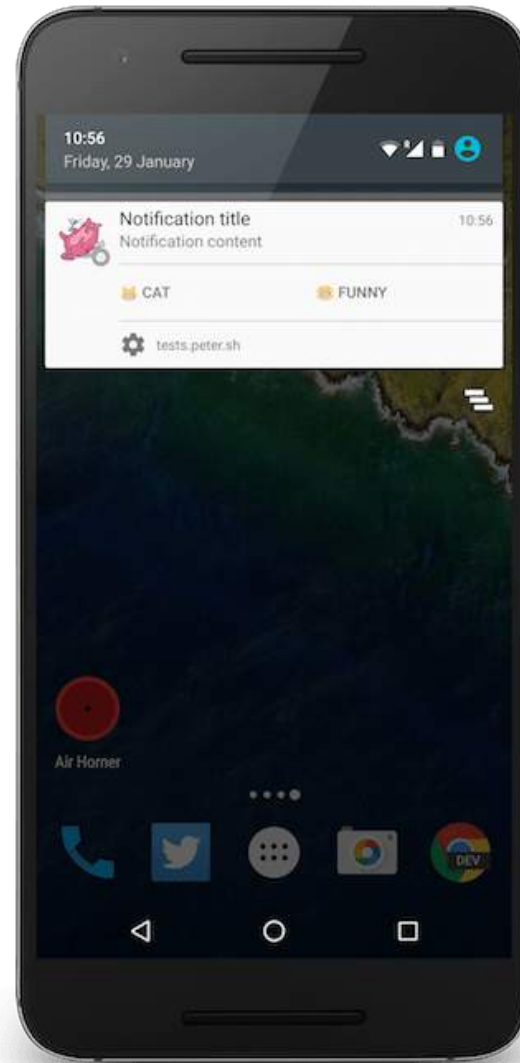 10:56
Friday, 29 January
Notification title 10:56
Notification content
CAT FUNNY
tests.peter.sh
Air Horner
DEV